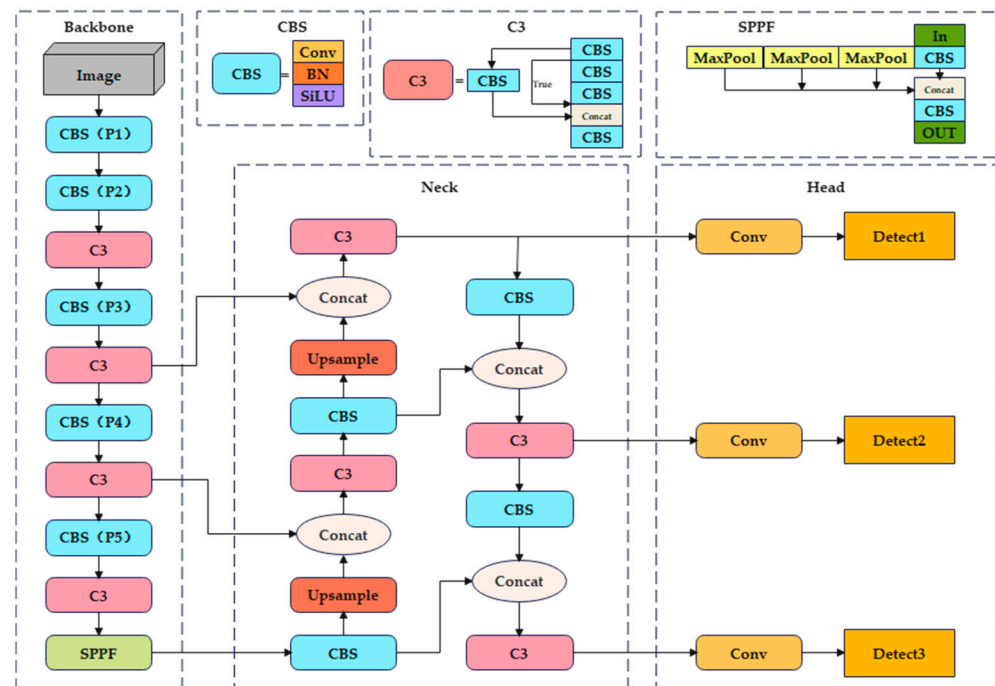 Backbone
Image
CBS（P1）
CBS（P2）
C3
CBS（P3）
C3
CBS（P4）
C3
CBS（P5）
C3
SPPF
CBS
CBS
=
Conv
BN
SiLU
C3
C3
=
CBS
True
CBS
CBS
CBS
Concat
CBS
SPPF
MaxPool
MaxPool
MaxPool
In
CBS
Concat
CBS
OUT
Neck
C3
Concat
Upsample
CBS
C3
Concat
Upsample
CBS
CBS
Concat
C3
CBS
Concat
C3
Head
Conv
Detect1
Conv
Detect2
Conv
Detect3